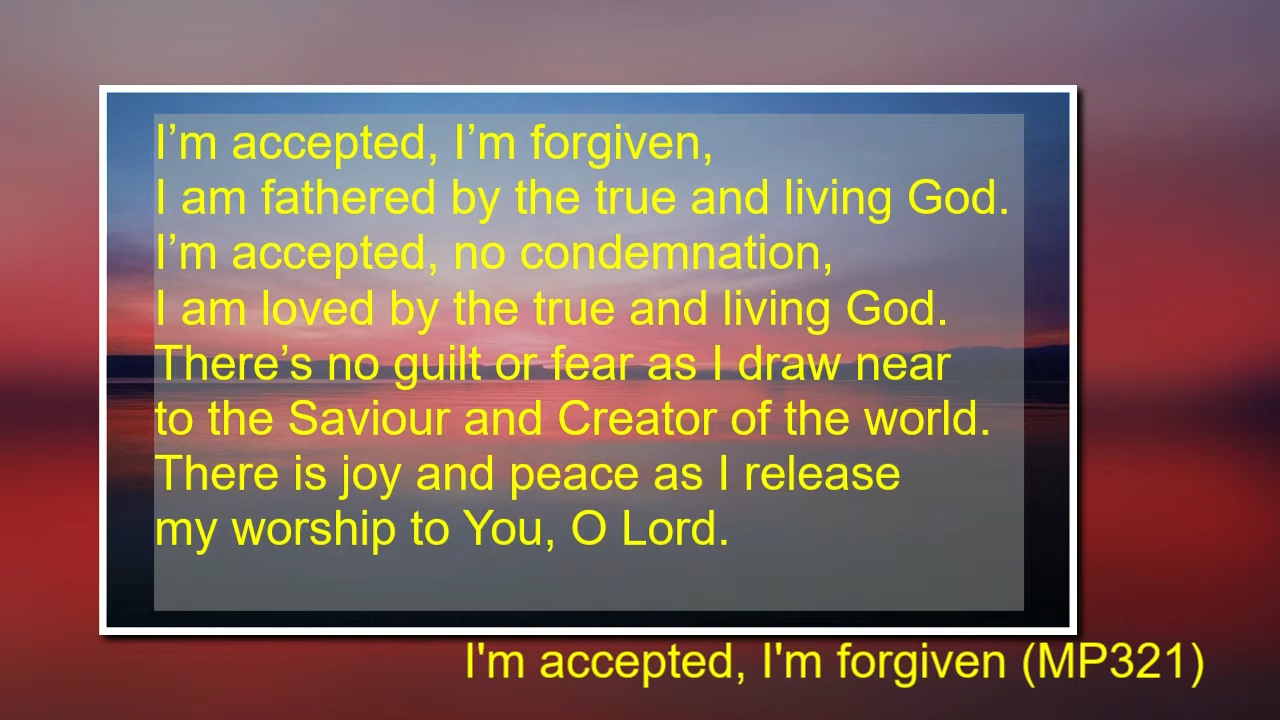 I’m accepted, I’m forgiven,
I am fathered by the true and living God.
I’m accepted, no condemnation,
I am loved by the true and living God.
There’s no guilt or fear as I draw near
to the Saviour and Creator of the world.
There is joy and peace as I release
my worship to You, O Lord.
I'm accepted, I'm forgiven (MP321)